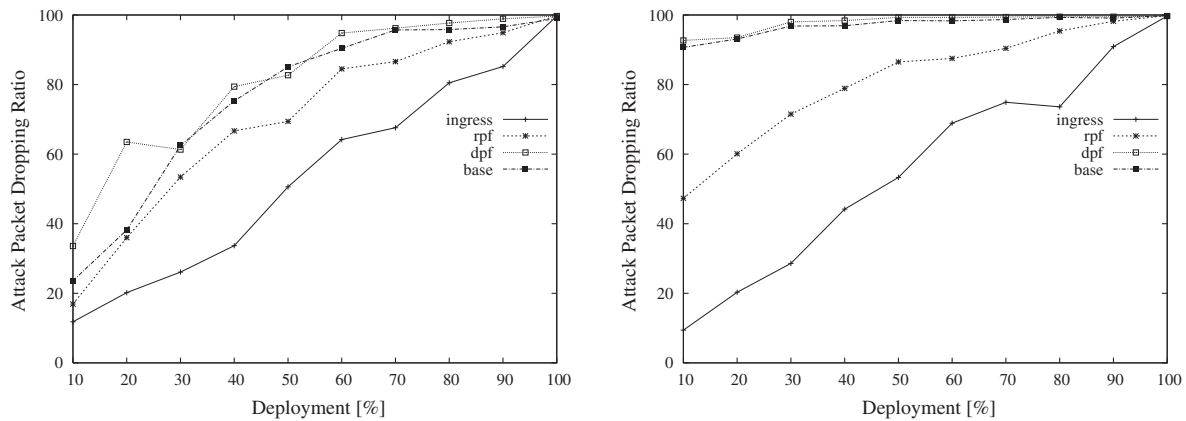 100
80
60
40
20
0
Attack Packet Dropping Ratio
ingress
rpf
dpf
base
10 20 30 40 50 60 70 80 90 100
Deployment [%]
100
80
60
40
20
0
Attack Packet Dropping Ratio
ingress
rpf
dpf
base
10 20 30 40 50 60 70 80 90 100
Deployment [%]